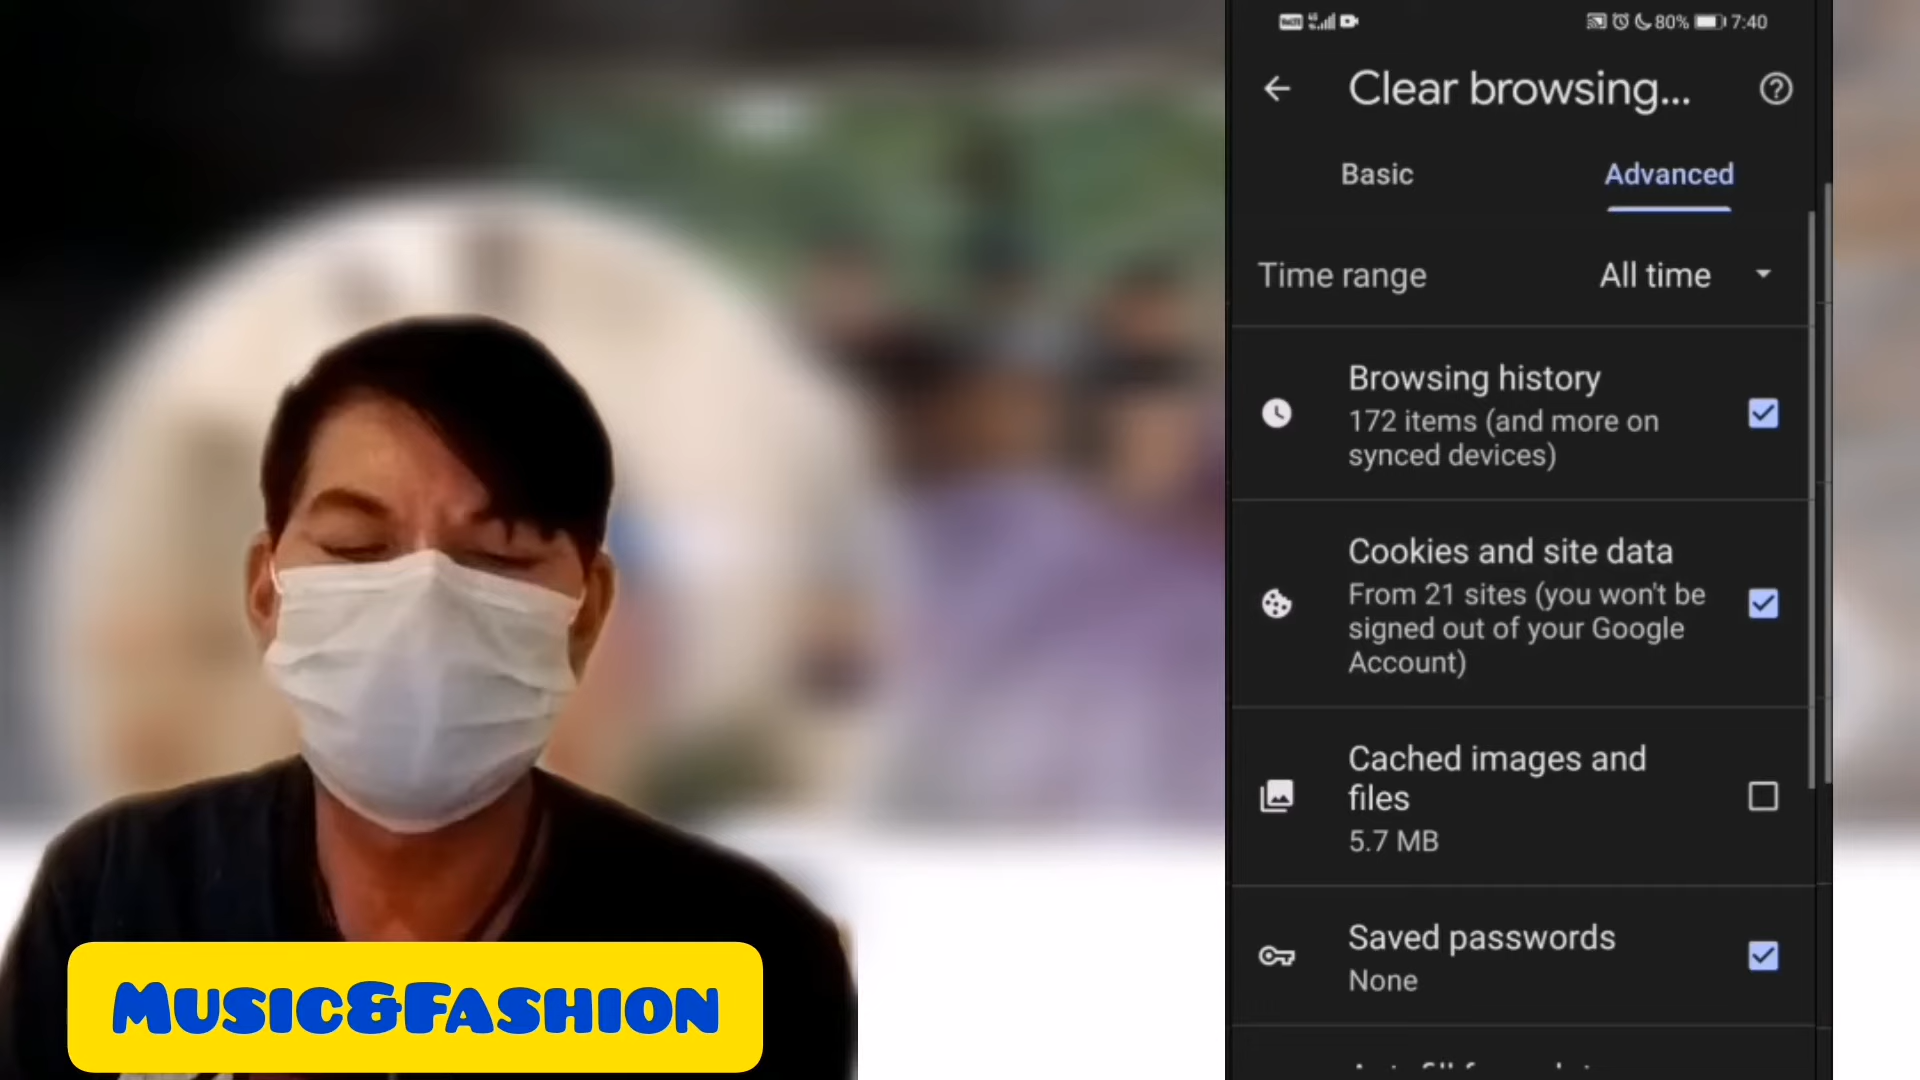 80% 7:40
Clear browsing...
Basic
Advanced
Time range
All time
Browsing history
172 items (and more on
synced devices)
Cookies and site data
From 21 sites (you won't be
signed out of your Google
Account)
Cached images and
files
5.7 MB
Saved passwords
None
Music&Fashion